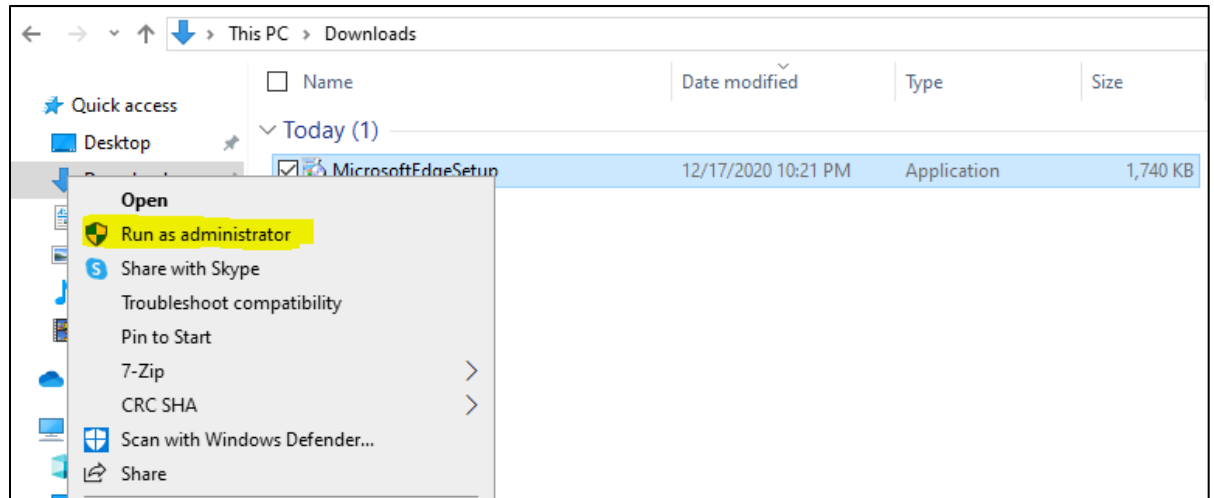 This PC > Downloads
Name Date modified Type Size
Quick access
Today (1)
Desktop
MicrosoftEdgeSetup 12/17/2020 10:21 PM Application 1,740 KB
Open
Run as administrator
Share with Skype
Troubleshoot compatibility
Pin to Start
7-Zip
CRC SHA
Scan with Windows Defender...
Share